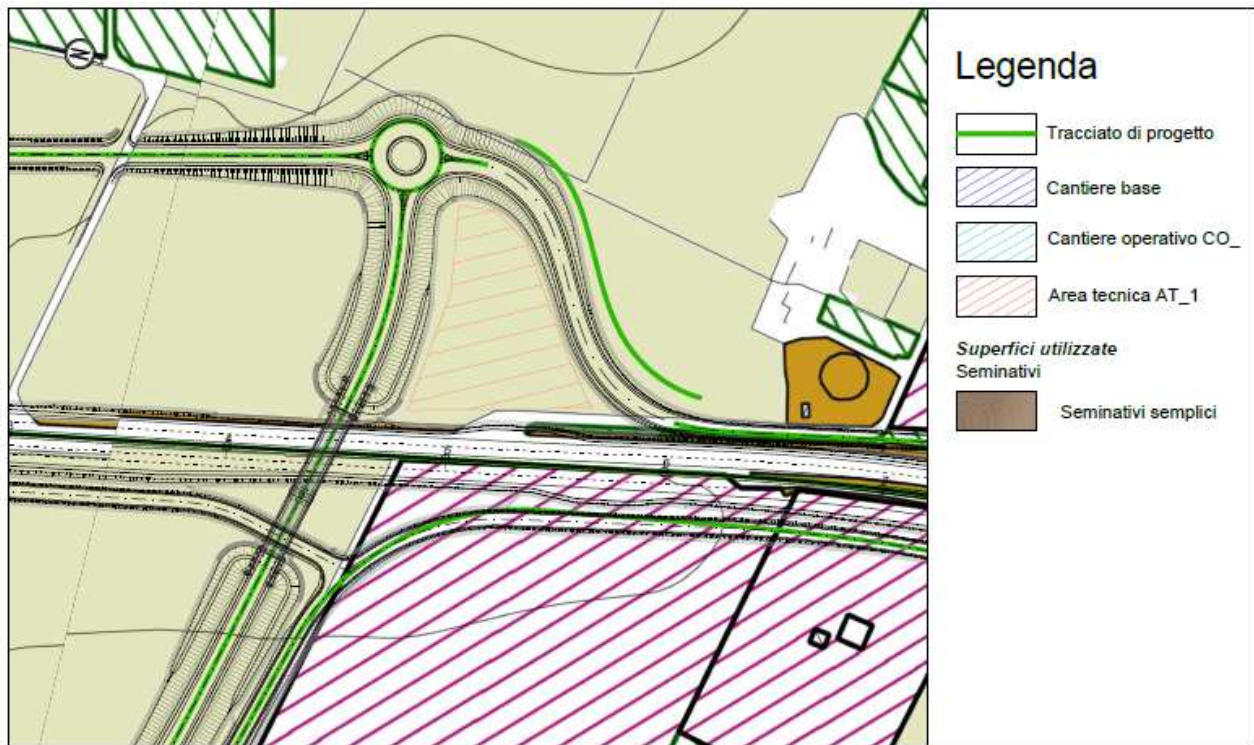 N
Legenda
Tracciato di progetto
Cantiere base
Cantiere operativo CO_
Area tecnica AT_1
Superfici utilizzate
Seminativi
Seminativi semplici